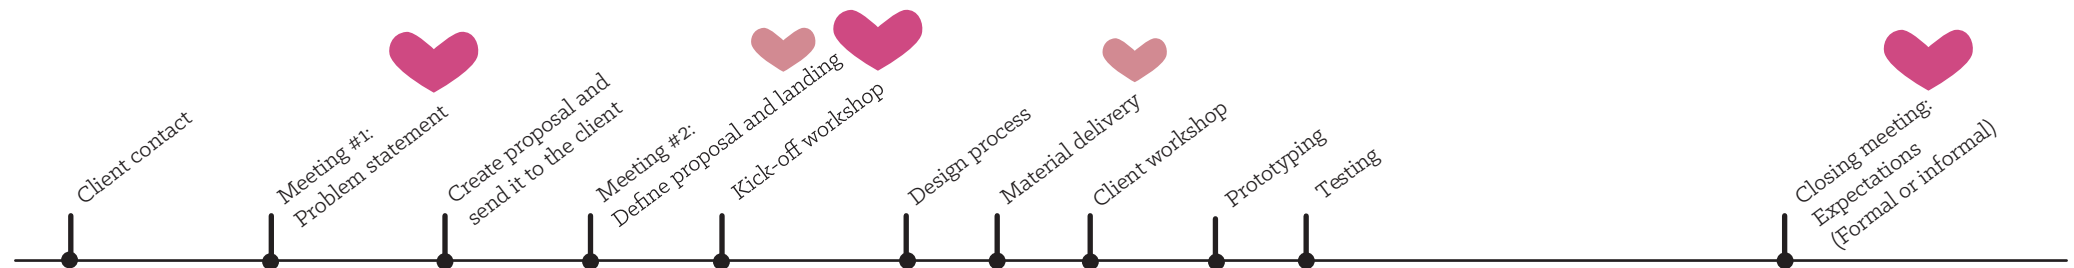 Client contact
Meeting #1:
Problem statement
Create proposal and
send it to the client
Meeting #2:
Define proposal and landing
Kick-off workshop
Design process
Material delivery
Client workshop
Prototyping
Testing
Closing meeting:
Expectations
(Formal or informal)